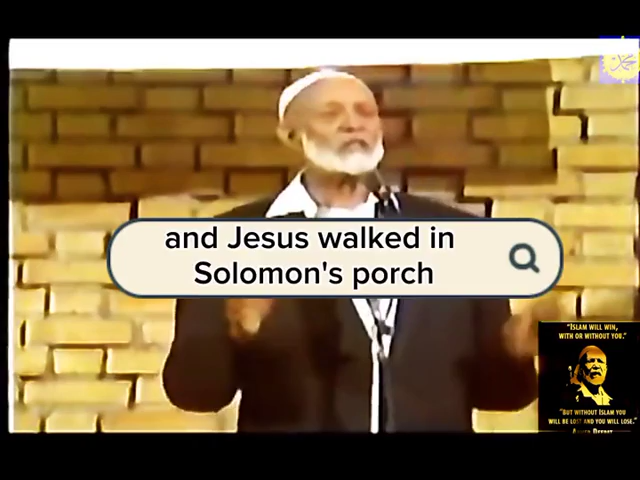 and Jesus walked in
Solomon's porch
"ISLAM WILL WIN,
WITH OR WITHOUT YOU."
"BUT WITHOUT ISLAM YOU
WILL BE LOST AND YOU WILL LOSE."